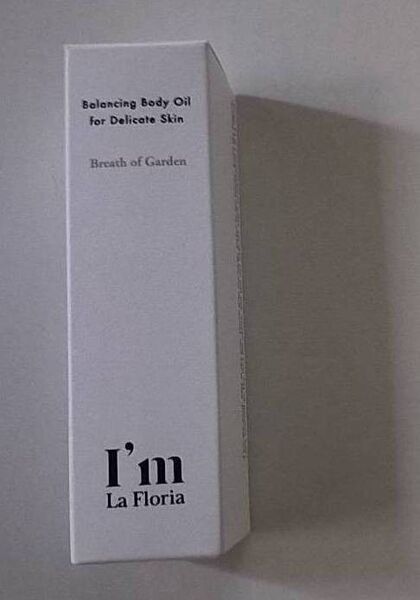 Balancing Body Oil
for Delicate Skin
Breath of Garden
I'm
La Floria